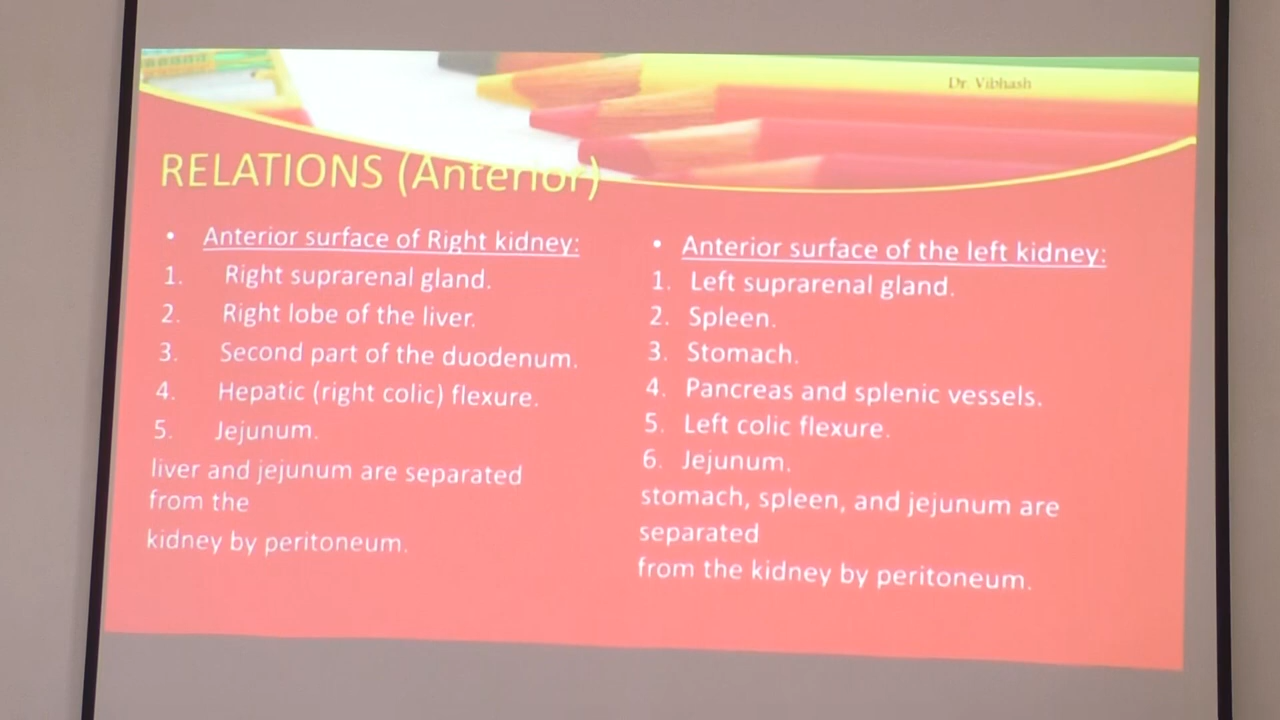 Dr. Vibhash
RELATIONS (Anterior)
• Anterior surface of Right kidney:
1. Right suprarenal gland.
2. Right lobe of the liver.
3. Second part of the duodenum.
4. Hepatic (right colic) flexure.
5. Jejunum.
liver and jejunum are separated
from the
kidney by peritoneum.
• Anterior surface of the left kidney:
1. Left suprarenal gland.
2. Spleen.
3. Stomach.
4. Pancreas and splenic vessels.
5. Left colic flexure.
6. Jejunum.
stomach, spleen, and jejunum are
separated
from the kidney by peritoneum.